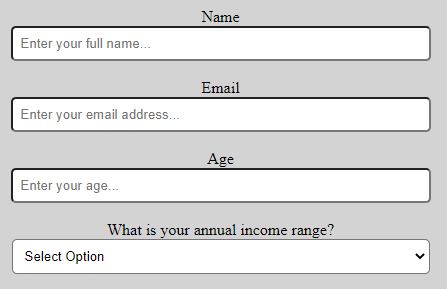 Name
Enter your full name...
Email
Enter your email address...
Age
Enter your age...
What is your annual income range?
Select Option